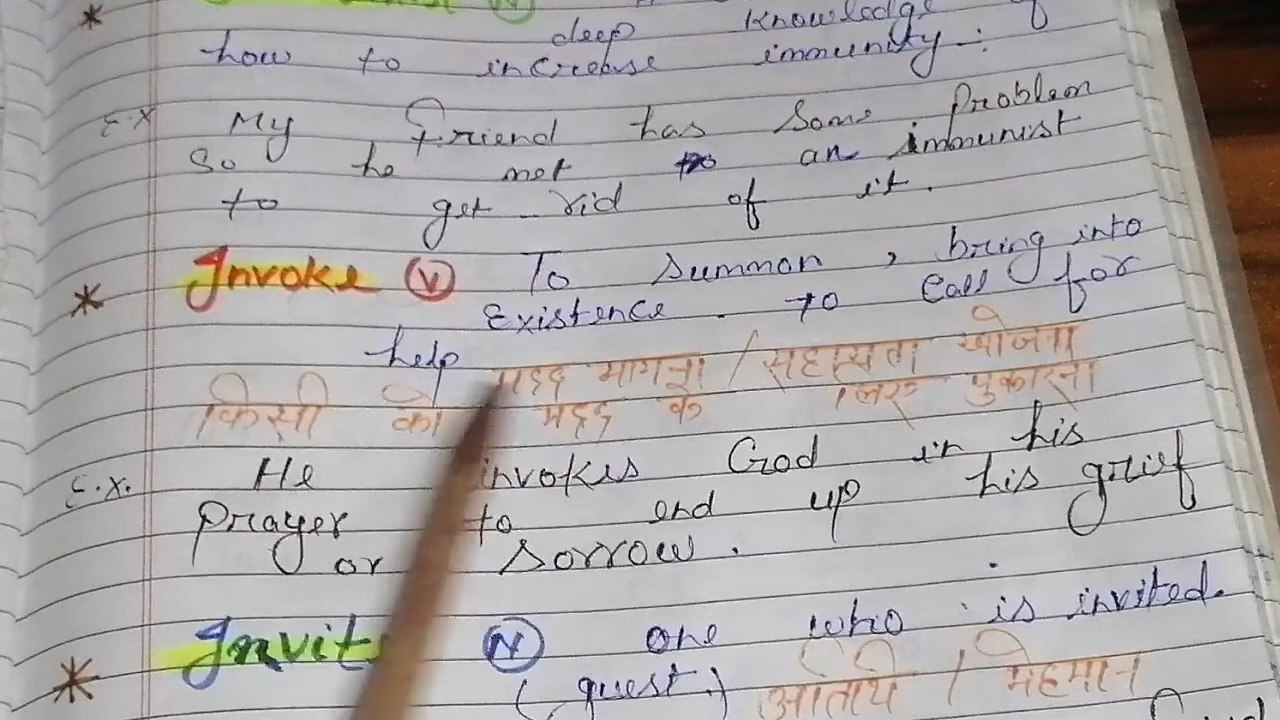 * (N)
deep knowledge of
how to increase immunity :
E.X My friend has some problem
So he met an immunist
to get rid of it.
* Invoke (V) To summon, bring into
Existence. to Call for
help मदद मागना / सहायता खोजना
किसी को मदद के लिए पुकारना
E.X. He invokes God in his
Prayer to end up his grief
or sorrow.
* (N) one who is invited.
(guest) अतिथि / मेहमान